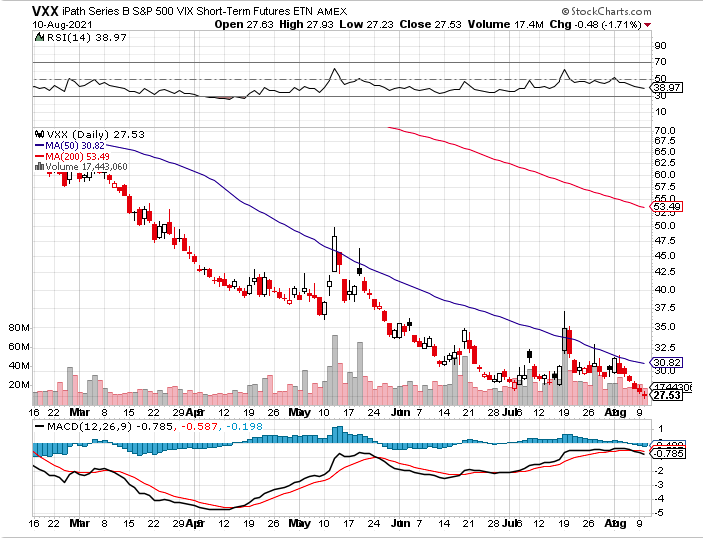 VXX iPath Series B S&P 500 VIX Short-Term Futures ETN AMEX © StockCharts.com
10-Aug-2021 Open 27.63 High 27.93 Low 27.23 Close 27.53 Volume 17.4M Chg -0.48 (-1.71%)
RSI(14) 38.97
90
70
50
38.97
30
10
VXX (Daily) 27.53
MA(50) 30.82
MA(200) 53.49
Volume 17,443,060
70.0
67.5
65.0
62.5
60.0
57.5
55.0
53.49
52.5
50.0
47.5
45.0
42.5
40.0
37.5
35.0
32.5
30.82
30.0
27.53
80M
60M
40M
20M
16 22 Mar 8 15 22 29 Apr 12 19 26 May 10 17 24 Jun 7 14 21 Jul 6 12 19 26 Aug 9
MACD(12,26,9) -0.785, -0.587, -0.198
1
-0.785
-2
-3
-4
-5
16 22 Mar 8 15 22 29 Apr 12 19 26 May 10 17 24 Jun 7 14 21 Jul 6 12 19 26 Aug 9